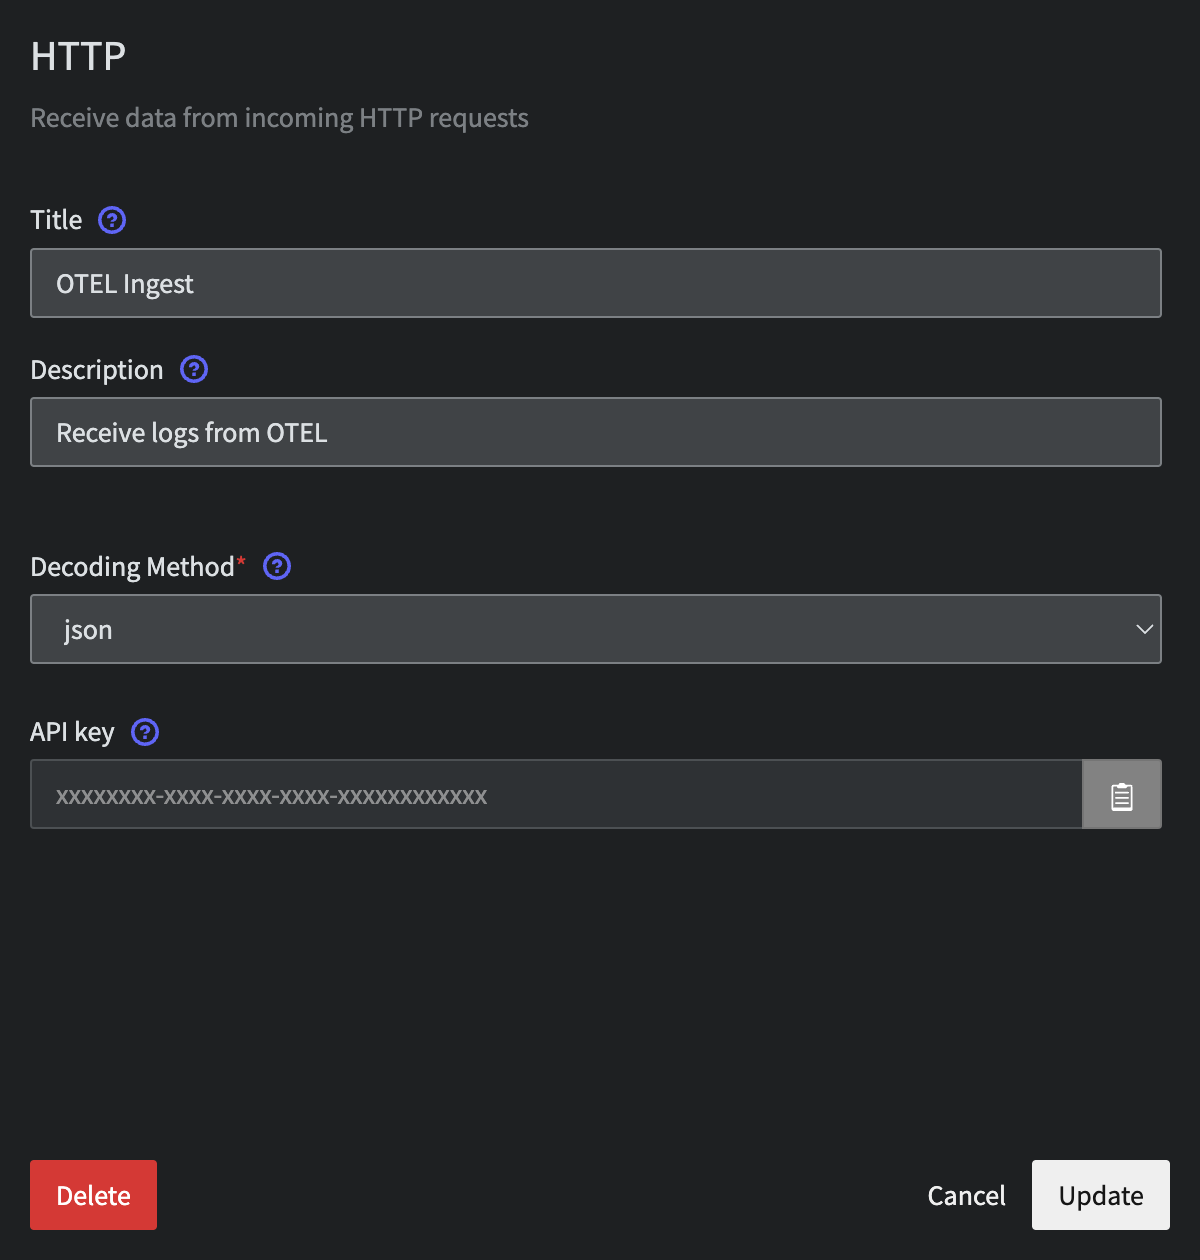 HTTP
Receive data from incoming HTTP requests
Title ?
OTEL Ingest
Description ?
Receive logs from OTEL
Decoding Method* ?
json
API key ?
xxxxxxxx-xxxx-xxxx-xxxx-xxxxxxxxxxxx
Delete Cancel Update